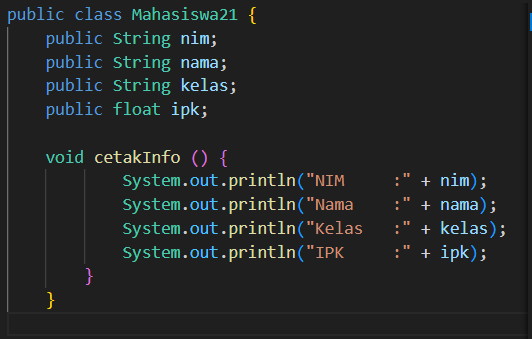 public class Mahasiswa21 {
    public String nim;
    public String nama;
    public String kelas;
    public float ipk;

    void cetakInfo () {
            System.out.println("NIM     :" + nim);
            System.out.println("Nama    :" + nama);
            System.out.println("Kelas   :" + kelas);
            System.out.println("IPK     :" + ipk);
        }
    }